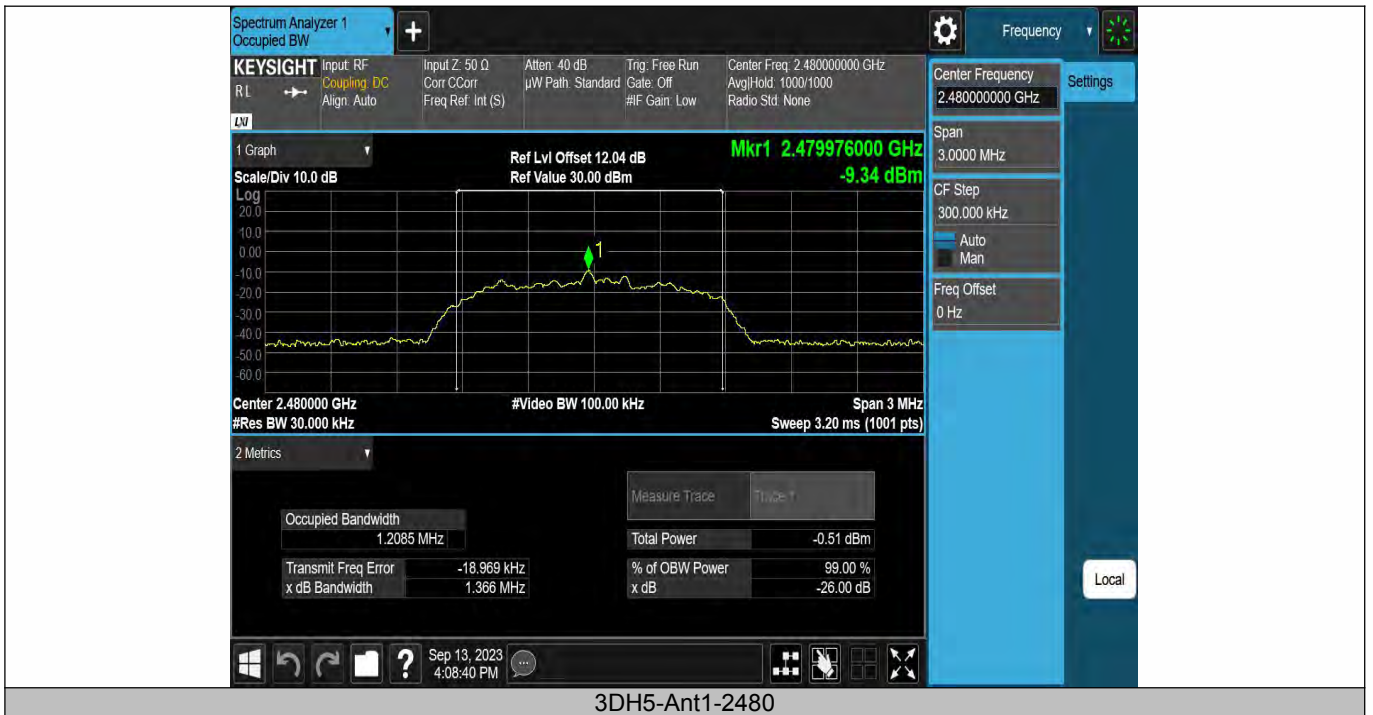 Spectrum Analyzer 1
Occupied BW
+
Frequency
KEYSIGHT
RL
LXI
Input: RF
Coupling: DC
Align: Auto
Input Z: 50 Ω
Corr CCorr
Freq Ref: Int (S)
Atten: 40 dB
µW Path: Standard
Trig: Free Run
Gate: Off
#IF Gain: Low
Center Freq: 2.480000000 GHz
Avg|Hold: 1000/1000
Radio Std: None
Center Frequency
2.480000000 GHz
Settings
Span
3.0000 MHz
CF Step
300.000 kHz
Auto
Man
Freq Offset
0 Hz
Local
1 Graph
Scale/Div 10.0 dB
Ref Lvl Offset 12.04 dB
Ref Value 30.00 dBm
Mkr1 2.479976000 GHz
-9.34 dBm
Log
20.0
10.0
0.00
-10.0
-20.0
-30.0
-40.0
-50.0
-60.0
1
Center 2.480000 GHz
#Res BW 30.000 kHz
#Video BW 100.00 kHz
Span 3 MHz
Sweep 3.20 ms (1001 pts)
2 Metrics
Measure Trace Trace 1
Occupied Bandwidth
1.2085 MHz
Total Power -0.51 dBm
Transmit Freq Error -18.969 kHz
% of OBW Power 99.00 %
x dB Bandwidth 1.366 MHz
x dB -26.00 dB
?
Sep 13, 2023
4:08:40 PM
3DH5-Ant1-2480